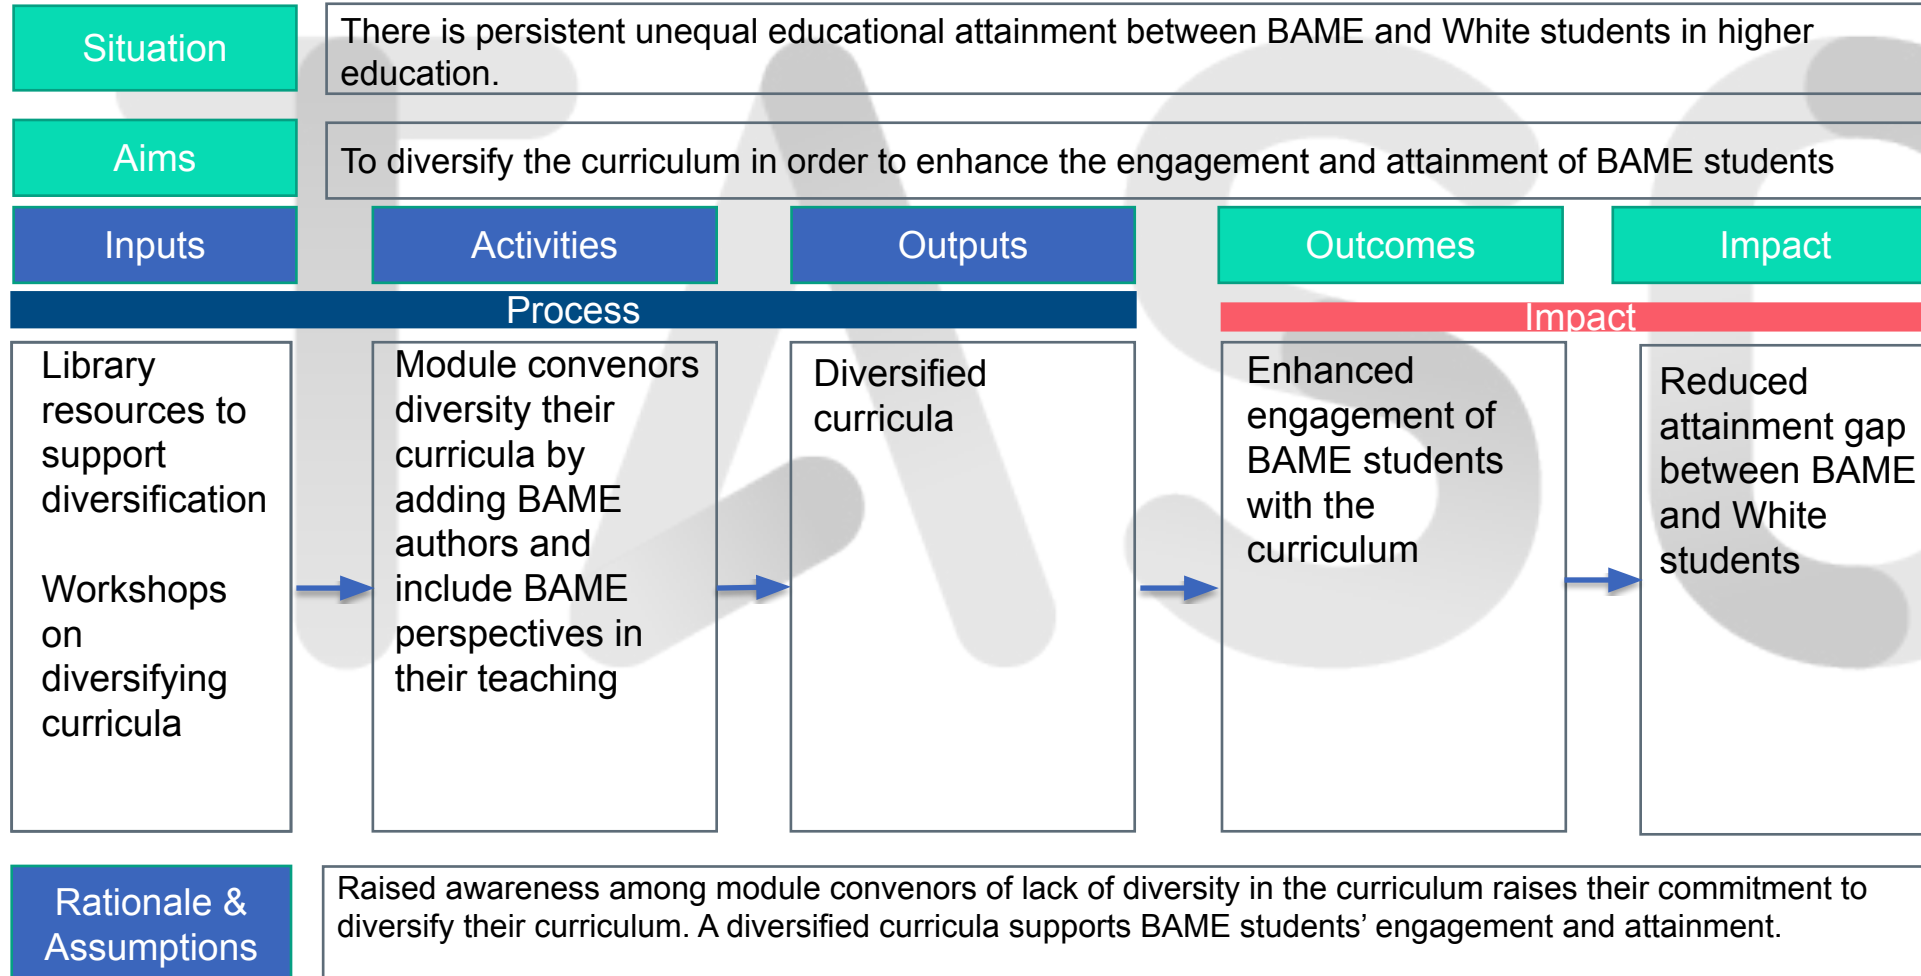 Situation
There is persistent unequal educational attainment between BAME and White students in higher
education.
Aims
To diversify the curriculum in order to enhance the engagement and attainment of BAME students
Inputs
Activities
Outputs
Outcomes
Impact
Process
Impact
Library
resources to
support
diversification
Workshops
on
diversifying
curricula
Module convenors
diversity their
curricula by
adding BAME
authors and
include BAME
perspectives in
their teaching
Diversified
curricula
Enhanced
engagement of
BAME students
with the
curriculum
Reduced
attainment gap
between BAME
and White
students
Rationale &
Assumptions
Raised awareness among module convenors of lack of diversity in the curriculum raises their commitment to
diversify their curriculum. A diversified curricula supports BAME students’ engagement and attainment.
TASO